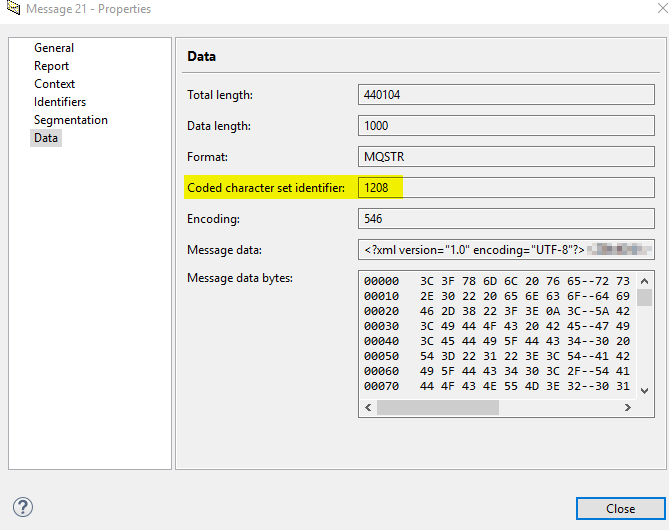 Message 21 - Properties
General
Report
Context
Identifiers
Segmentation
Data
Data
Total length: 440104
Data length: 1000
Format: MQSTR
Coded character set identifier: 1208
Encoding: 546
Message data: <?xml version="1.0" encoding="UTF-8"?>
Message data bytes:
00000 3C 3F 78 6D 6C 20 76 65--72 73
00010 2E 30 22 20 65 6E 63 6F--64 69
00020 46 2D 38 22 3F 3E 0A 3C--5A 42
00030 3C 49 44 4F 43 20 42 45--47 49
00040 3C 45 44 49 5F 44 43 34--30 20
00050 54 3D 22 31 22 3E 3C 54--41 42
00060 49 5F 44 43 34 30 3C 2F--54 41
00070 44 4F 43 4E 55 4D 3E 32--30 31
?
Close